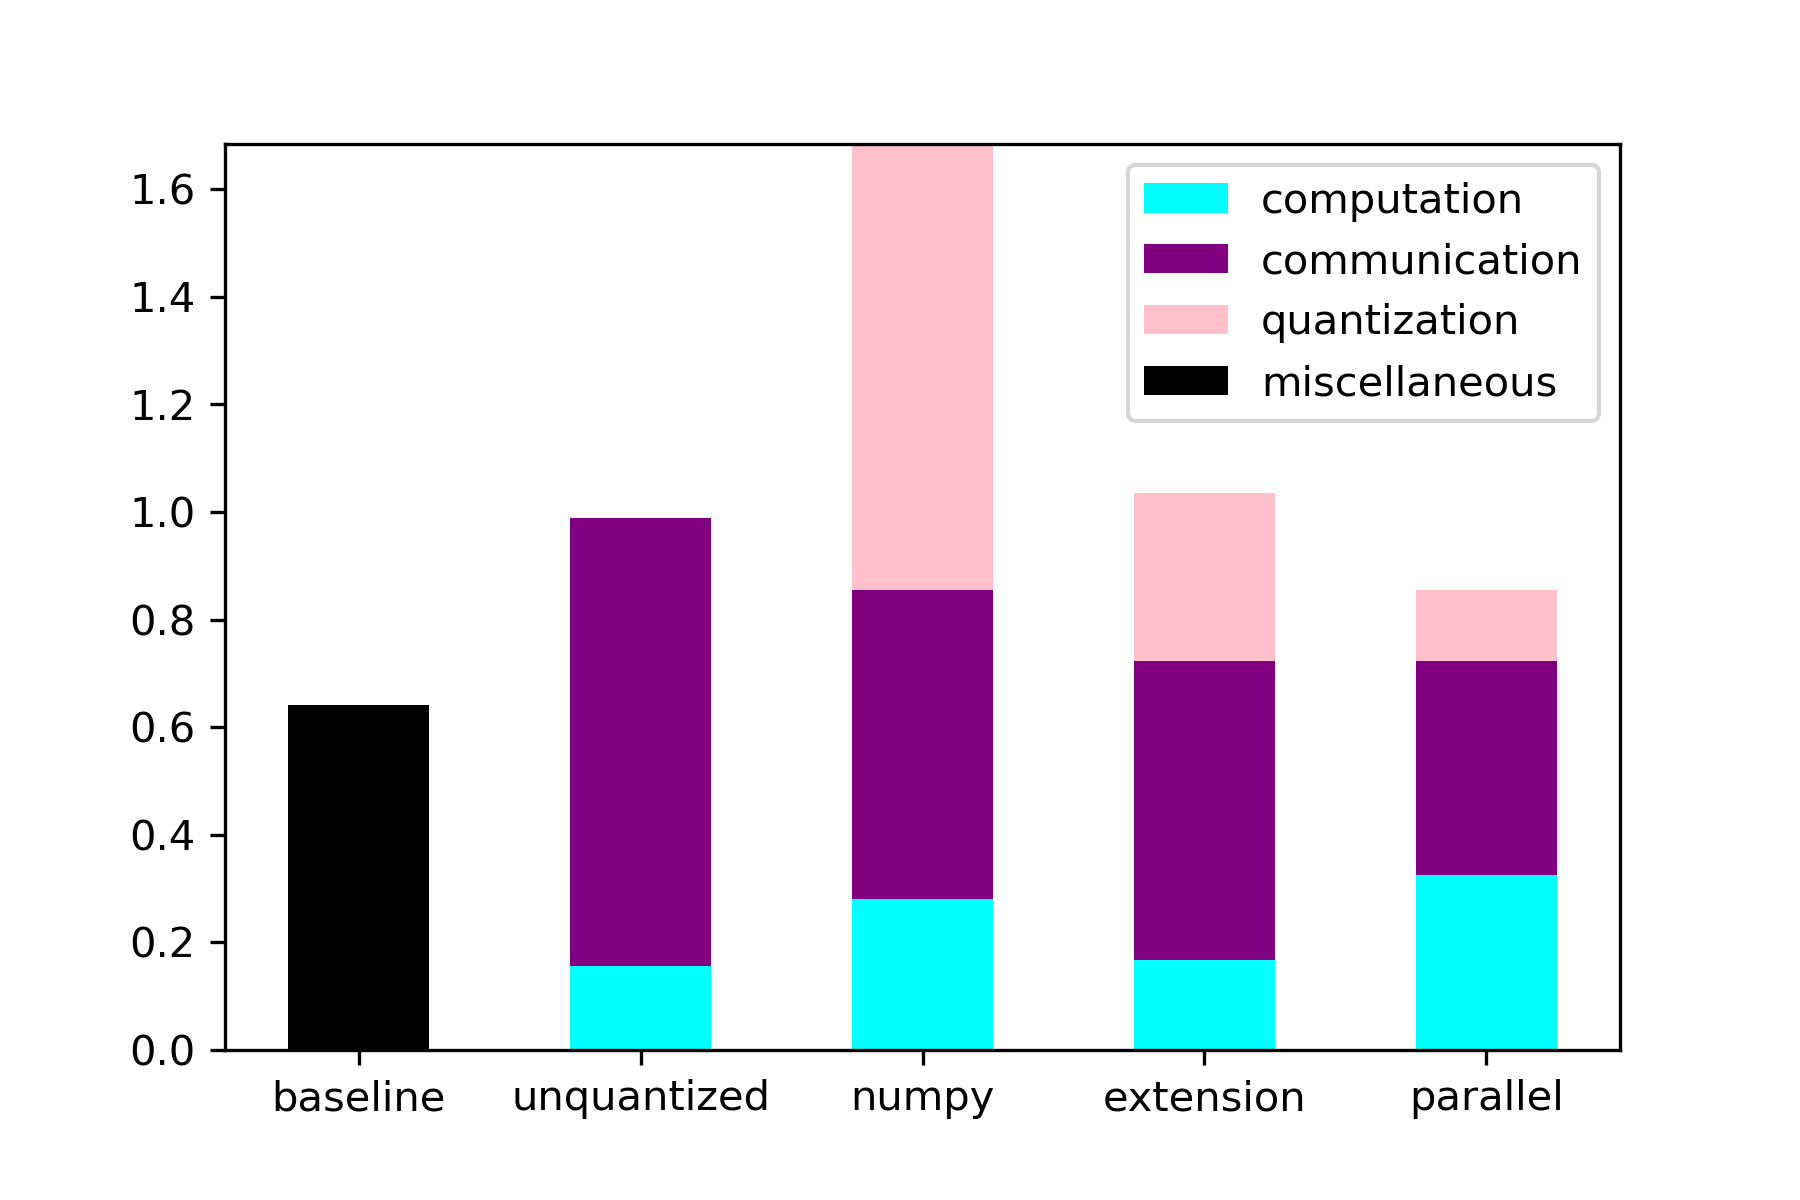 1.6
1.4
1.2
1.0
0.8
0.6
0.4
0.2
0.0
computation
communication
quantization
miscellaneous
baseline unquantized numpy extension parallel